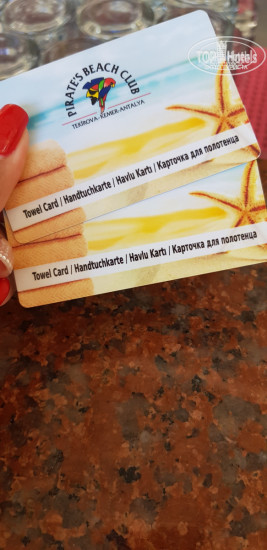 TOPHotels
PIRATE'S BEACH CLUB
TEKİROVA-KEMER-ANTALYA
Towel Card / Handtuchkarte / Havlu Kartı / Карточка для полотенца
Towel Card / Handtuchkarte / Havlu Kartı / Карточка для полотенца